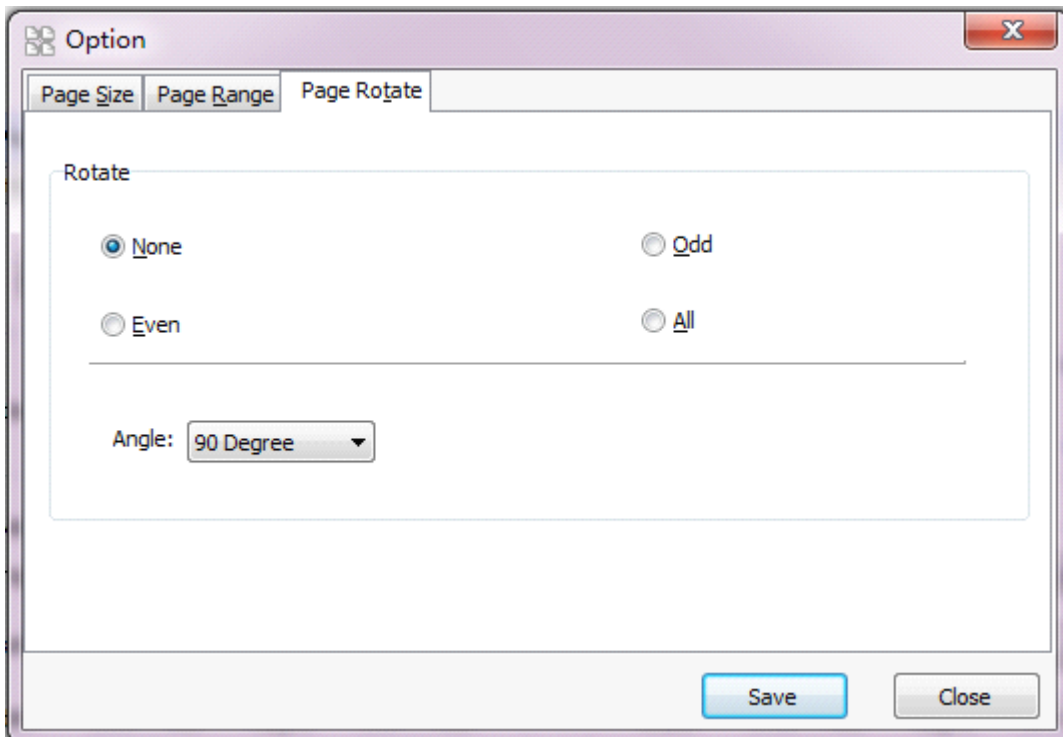 Option
Page Size Page Range Page Rotate
Rotate
None Odd
Even All
Angle: 90 Degree
Save Close